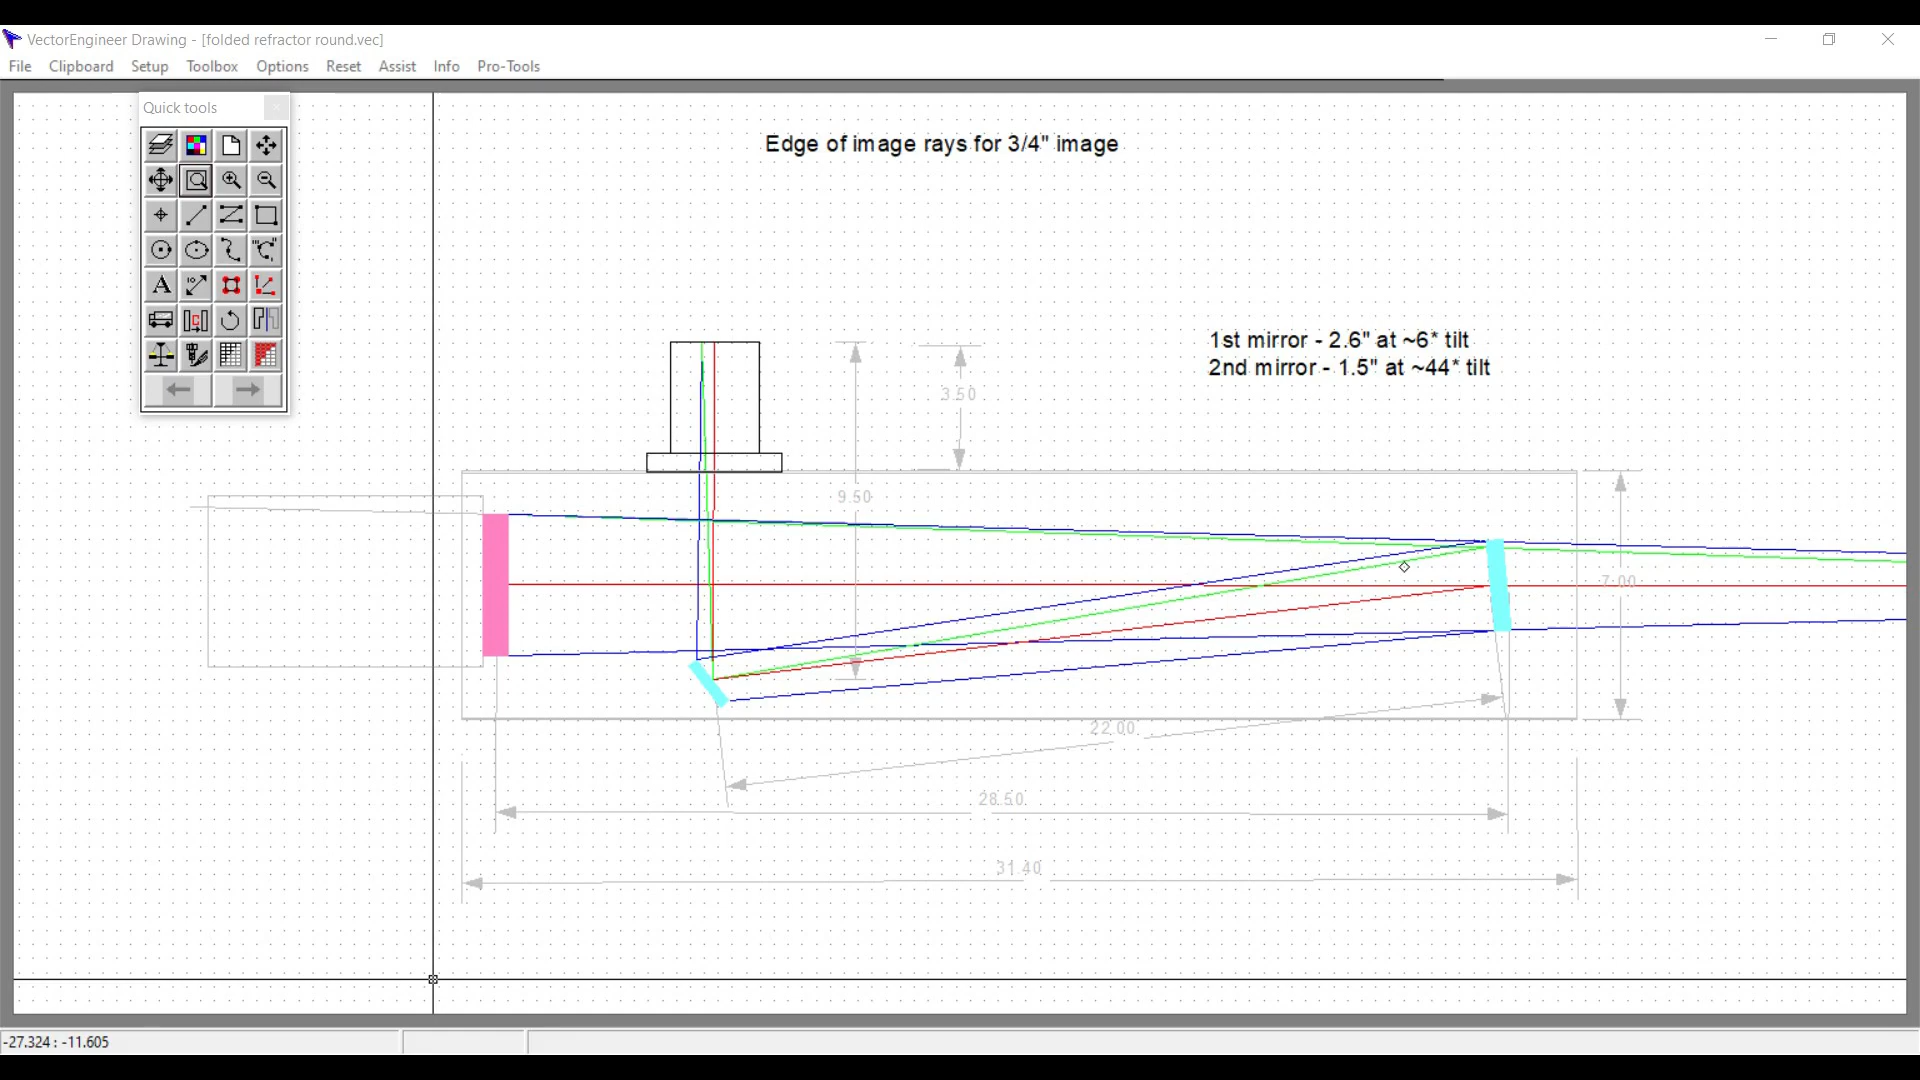 VectorEngineer Drawing - [folded refractor round.vec]
File Clipboard Setup Toolbox Options Reset Assist Info Pro-Tools
Quick tools
A
Edge of image rays for 3/4" image
1st mirror - 2.6" at ~6* tilt
2nd mirror - 1.5" at ~44* tilt
3.50
9.50
7.00
22.00
28.50
31.40
-27.324 : -11.605